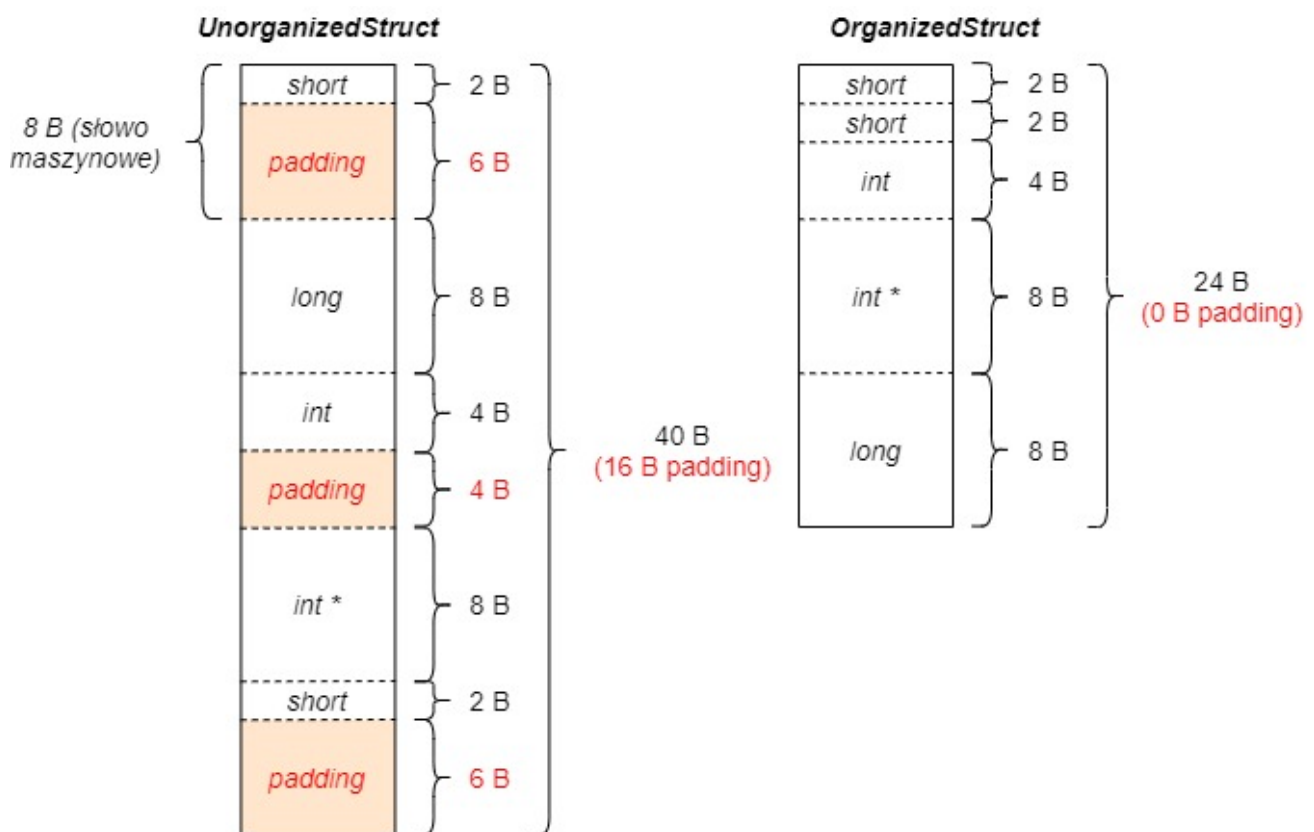 UnorganizedStruct
8 B (słowo
maszynowe)
short
2 B
padding
6 B
long
8 B
int
4 B
padding
4 B
int *
8 B
short
2 B
padding
6 B
40 B
(16 B padding)
OrganizedStruct
short
2 B
short
2 B
int
4 B
int *
8 B
long
8 B
24 B
(0 B padding)